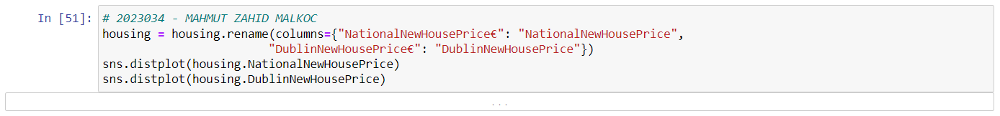 In [51]: # 2023034 - MAHMUT ZAHID MALKOC
housing = housing.rename(columns={"NationalNewHousePrice€": "NationalNewHousePrice",
"DublinNewHousePrice€": "DublinNewHousePrice"})
sns.distplot(housing.NationalNewHousePrice)
sns.distplot(housing.DublinNewHousePrice)
...